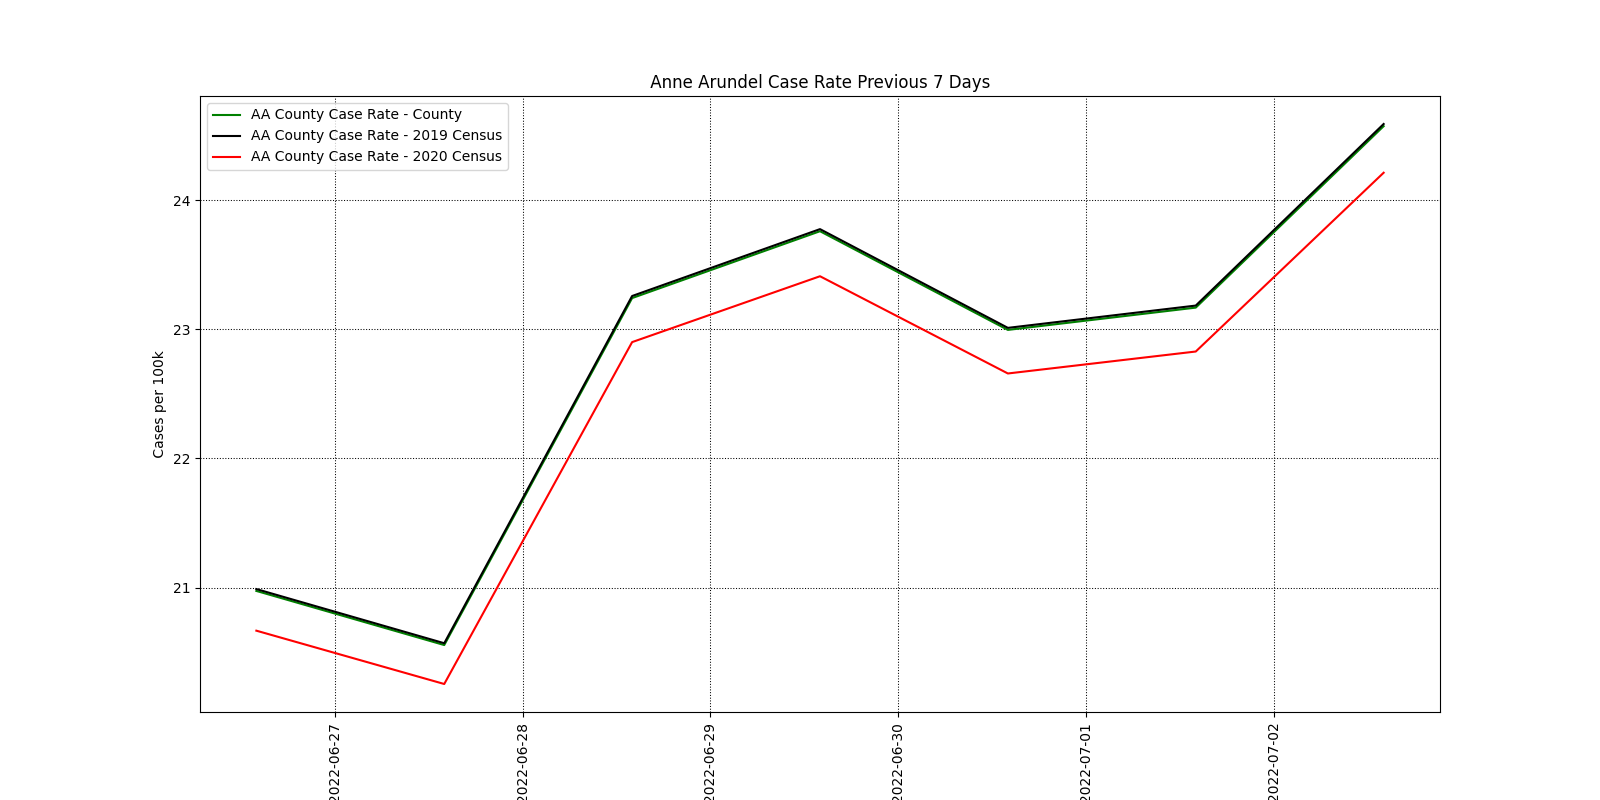 Anne Arundel Case Rate Previous 7 Days
AA County Case Rate - County
AA County Case Rate - 2019 Census
AA County Case Rate - 2020 Census
Cases per 100k
24
23
22
21
2022-06-27
2022-06-28
2022-06-29
2022-06-30
2022-07-01
2022-07-02